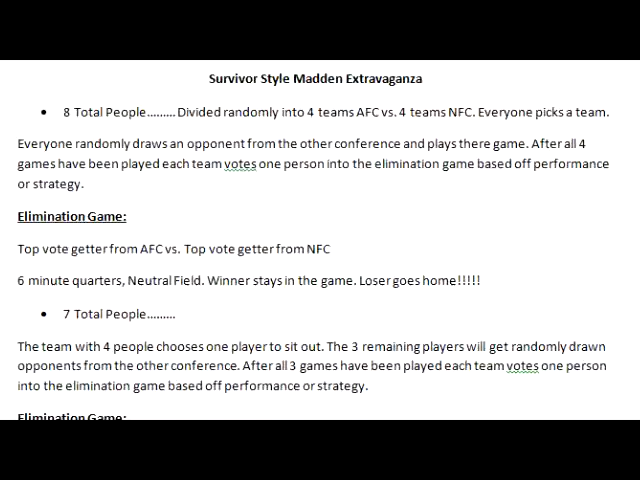 Survivor Style Madden Extravaganza
• 8 Total People......... Divided randomly into 4 teams AFC vs. 4 teams NFC. Everyone picks a team.
Everyone randomly draws an opponent from the other conference and plays there game. After all 4
games have been played each team votes one person into the elimination game based off performance
or strategy.
Elimination Game:
Top vote getter from AFC vs. Top vote getter from NFC
6 minute quarters, Neutral Field. Winner stays in the game. Loser goes home!!!!!
• 7 Total People.........
The team with 4 people chooses one player to sit out. The 3 remaining players will get randomly drawn
opponents from the other conference. After all 3 games have been played each team votes one person
into the elimination game based off performance or strategy.
Elimination Game: